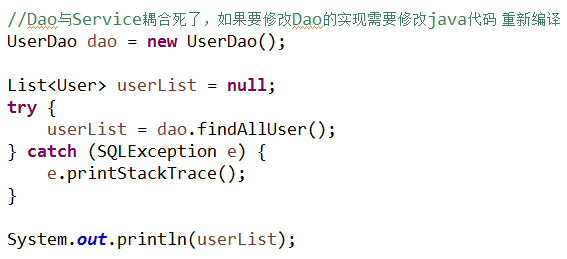 //Dao与Service耦合死了，如果要修改Dao的实现需要修改java代码 重新编译
UserDao dao = new UserDao();
List<User> userList = null;
try {
    userList = dao.findAllUser();
} catch (SQLException e) {
    e.printStackTrace();
}
System.out.println(userList);